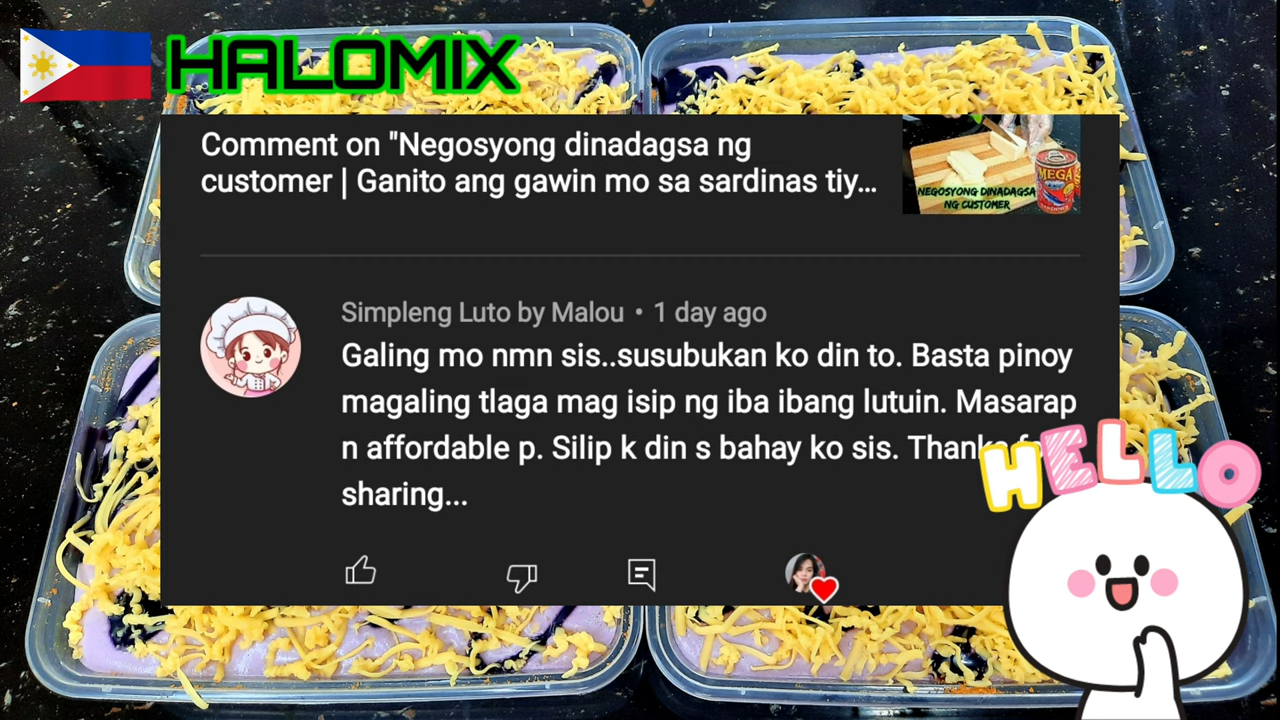 HALOMIX
Comment on "Negosyong dinadagsa ng
customer | Ganito ang gawin mo sa sardinas tiy...
MEGA
NEGOSYONG DINADAGSA
NG CUSTOMER
Simpleng Luto by Malou • 1 day ago
Galing mo nmn sis..susubukan ko din to. Basta pinoy
magaling tlaga mag isip ng iba ibang lutuin. Masarap
n affordable p. Silip k din s bahay ko sis. Thanks
sharing...
HELLO